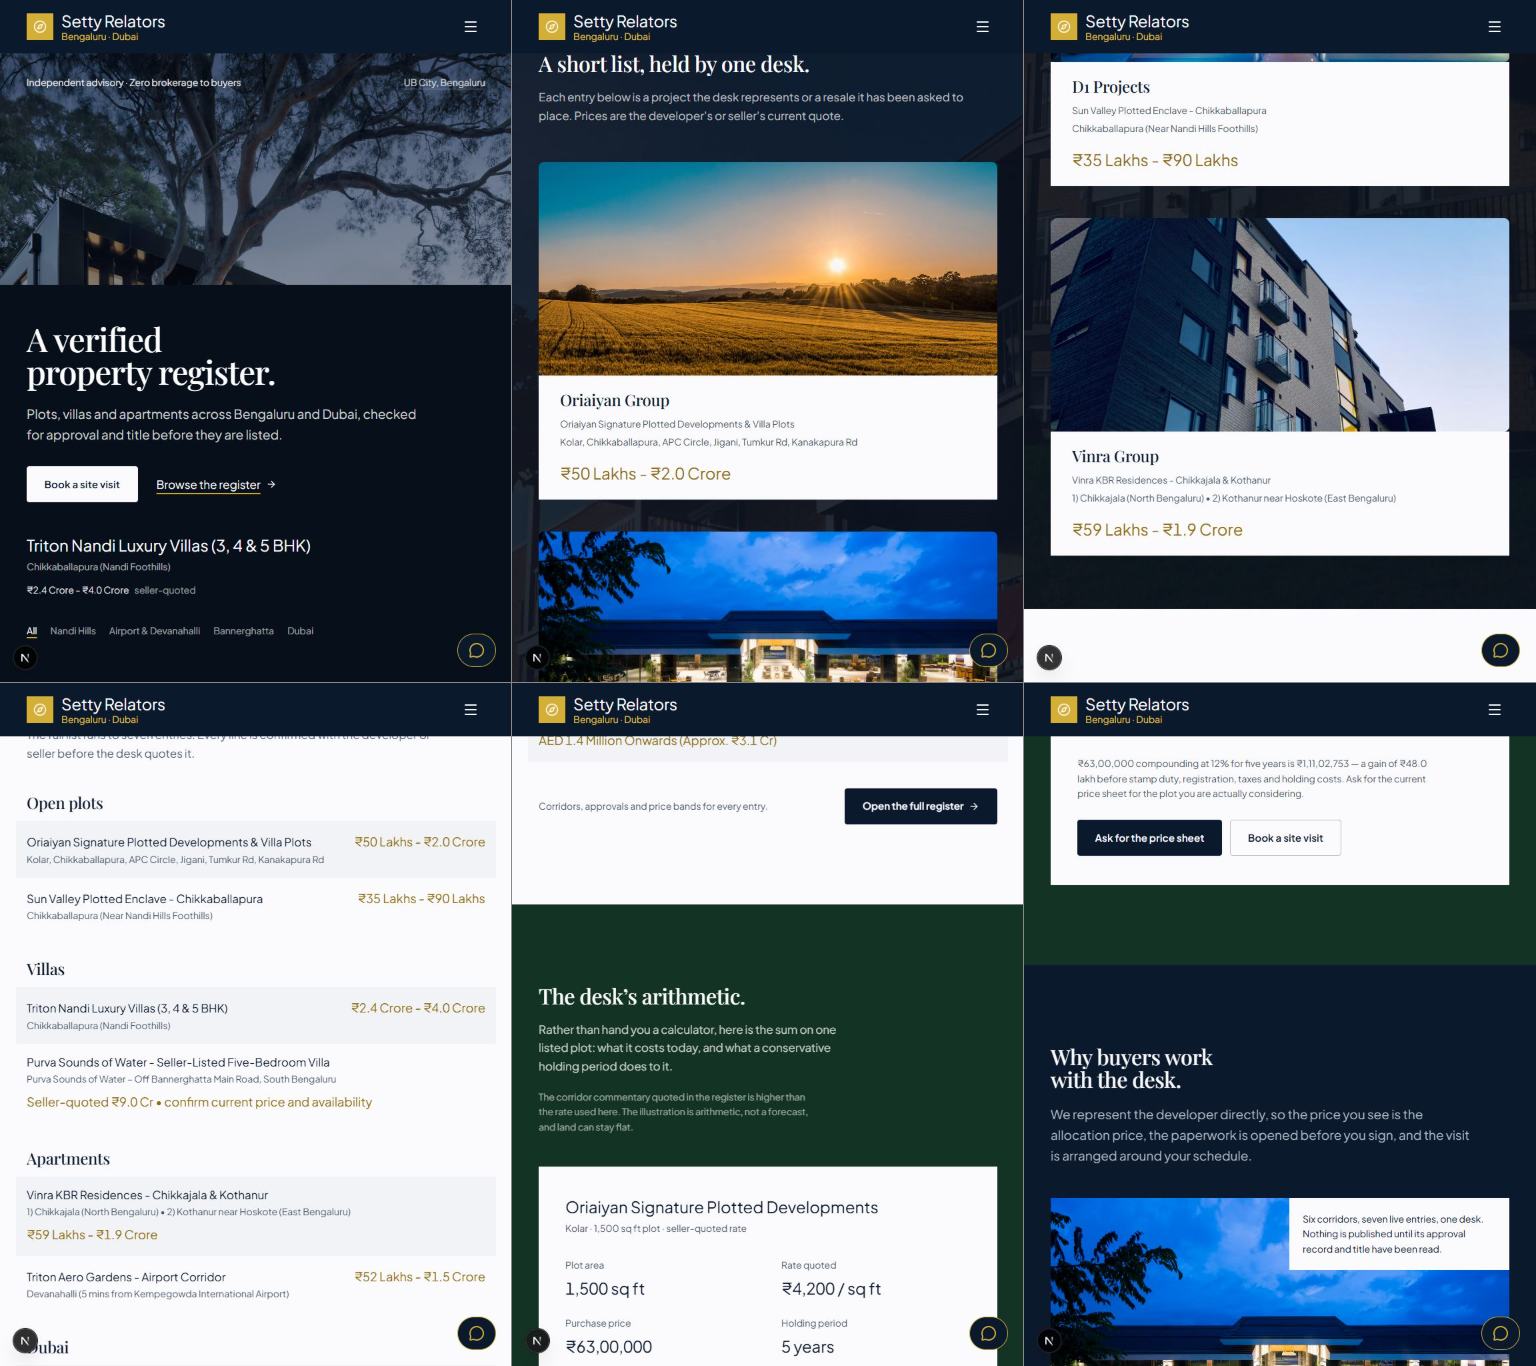 Setty Relators
Bengaluru · Dubai
Independent advisory · Zero brokerage to buyers
UB City, Bengaluru
A verified
property register.
Plots, villas and apartments across Bengaluru and Dubai, checked
for approval and title before they are listed.
Book a site visit
Browse the register →
Triton Nandi Luxury Villas (3, 4 & 5 BHK)
Chikkaballapura (Nandi Foothills)
₹2.4 Crore - ₹4.0 Crore seller-quoted
All Nandi Hills Airport & Devanahalli Bannerghatta Dubai
N
Setty Relators
Bengaluru · Dubai
A short list, held by one desk.
Each entry below is a project the desk represents or a resale it has been asked to
place. Prices are the developer's or seller's current quote.
Oriaiyan Group
Oriaiyan Signature Plotted Developments & Villa Plots
Kolar, Chikkaballapura, APC Circle, Jigani, Tumkur Rd, Kanakapura Rd
₹50 Lakhs - ₹2.0 Crore
N
Setty Relators
Bengaluru · Dubai
D1 Projects
Sun Valley Plotted Enclave - Chikkaballapura
Chikkaballapura (Near Nandi Hills Foothills)
₹35 Lakhs - ₹90 Lakhs
Vinra Group
Vinra KBR Residences - Chikkajala & Kothanur
1) Chikkajala (North Bengaluru) • 2) Kothanur near Hoskote (East Bengaluru)
₹59 Lakhs - ₹1.9 Crore
N
Setty Relators
Bengaluru · Dubai
The full list runs to seven entries. Every line is confirmed with the developer or
seller before the desk quotes it.
Open plots
Oriaiyan Signature Plotted Developments & Villa Plots
₹50 Lakhs - ₹2.0 Crore
Kolar, Chikkaballapura, APC Circle, Jigani, Tumkur Rd, Kanakapura Rd
Sun Valley Plotted Enclave - Chikkaballapura
₹35 Lakhs - ₹90 Lakhs
Chikkaballapura (Near Nandi Hills Foothills)
Villas
Triton Nandi Luxury Villas (3, 4 & 5 BHK)
₹2.4 Crore - ₹4.0 Crore
Chikkaballapura (Nandi Foothills)
Purva Sounds of Water - Seller-Listed Five-Bedroom Villa
Purva Sounds of Water – Off Bannerghatta Main Road, South Bengaluru
Seller-quoted ₹9.0 Cr • confirm current price and availability
Apartments
Vinra KBR Residences - Chikkajala & Kothanur
1) Chikkajala (North Bengaluru) • 2) Kothanur near Hoskote (East Bengaluru)
₹59 Lakhs - ₹1.9 Crore
Triton Aero Gardens - Airport Corridor
₹52 Lakhs - ₹1.5 Crore
Devanahalli (5 mins from Kempegowda International Airport)
Dubai
N
Setty Relators
Bengaluru · Dubai
AED 1.4 Million Onwards (Approx. ₹3.1 Cr)
Corridors, approvals and price bands for every entry.
Open the full register →
The desk's arithmetic.
Rather than hand you a calculator, here is the sum on one
listed plot: what it costs today, and what a conservative
holding period does to it.
The corridor commentary quoted in the register is higher than
the rate used here. The illustration is arithmetic, not a forecast,
and land can stay flat.
Oriaiyan Signature Plotted Developments
Kolar · 1,500 sq ft plot · seller-quoted rate
Plot area
Rate quoted
1,500 sq ft
₹4,200 / sq ft
Purchase price
Holding period
₹63,00,000
5 years
N
Setty Relators
Bengaluru · Dubai
₹63,00,000 compounding at 12% for five years is ₹1,11,02,753 — a gain of ₹48.0
lakh before stamp duty, registration, taxes and holding costs. Ask for the current
price sheet for the plot you are actually considering.
Ask for the price sheet
Book a site visit
Why buyers work
with the desk.
We represent the developer directly, so the price you see is the
allocation price, the paperwork is opened before you sign, and the visit
is arranged around your schedule.
Six corridors, seven live entries, one desk.
Nothing is published until its approval
record and title have been read.
N